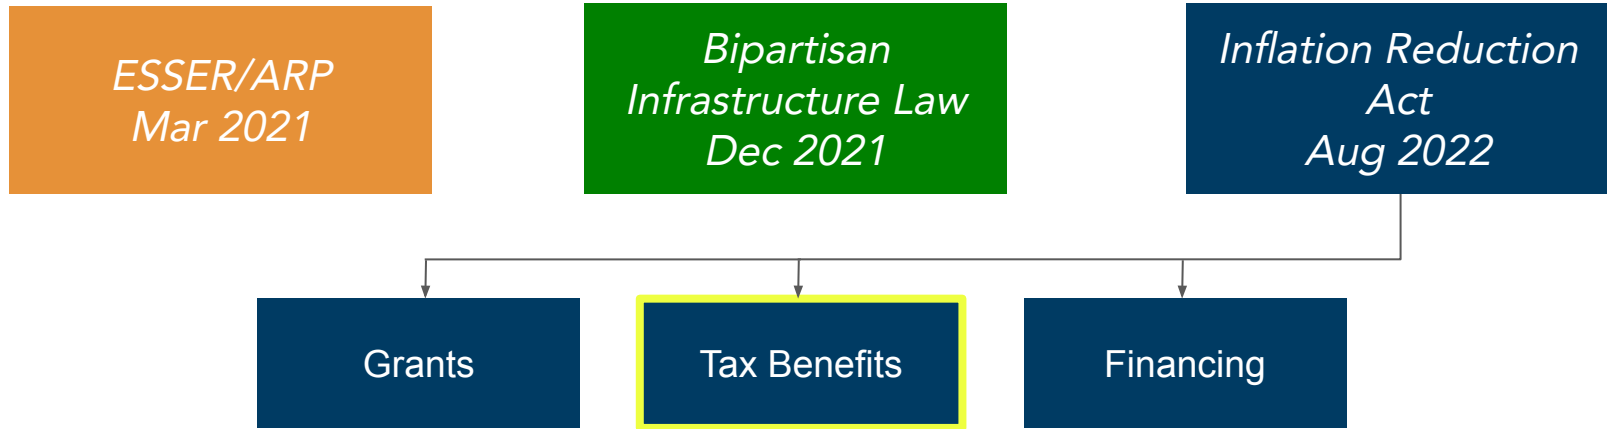 ESSER/ARP
Mar 2021
Bipartisan
Infrastructure Law
Dec 2021
Inflation Reduction
Act
Aug 2022
Grants
Tax Benefits
Financing